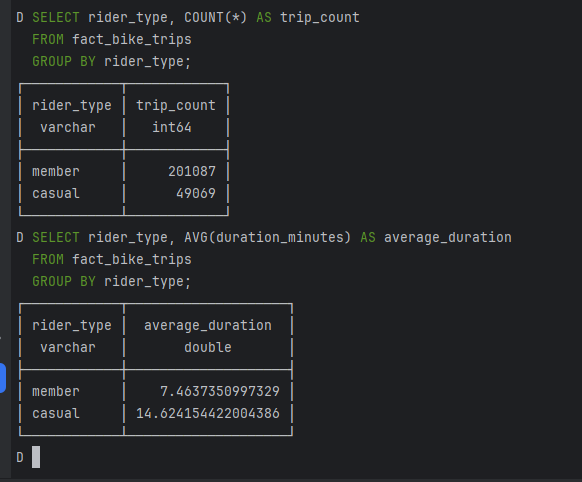 D SELECT rider_type, COUNT(*) AS trip_count
FROM fact_bike_trips
GROUP BY rider_type;
rider_type trip_count
varchar int64
member 201087
casual 49069
D SELECT rider_type, AVG(duration_minutes) AS average_duration
FROM fact_bike_trips
GROUP BY rider_type;
rider_type average_duration
varchar double
member 7.4637350997329
casual 14.624154422004386
D